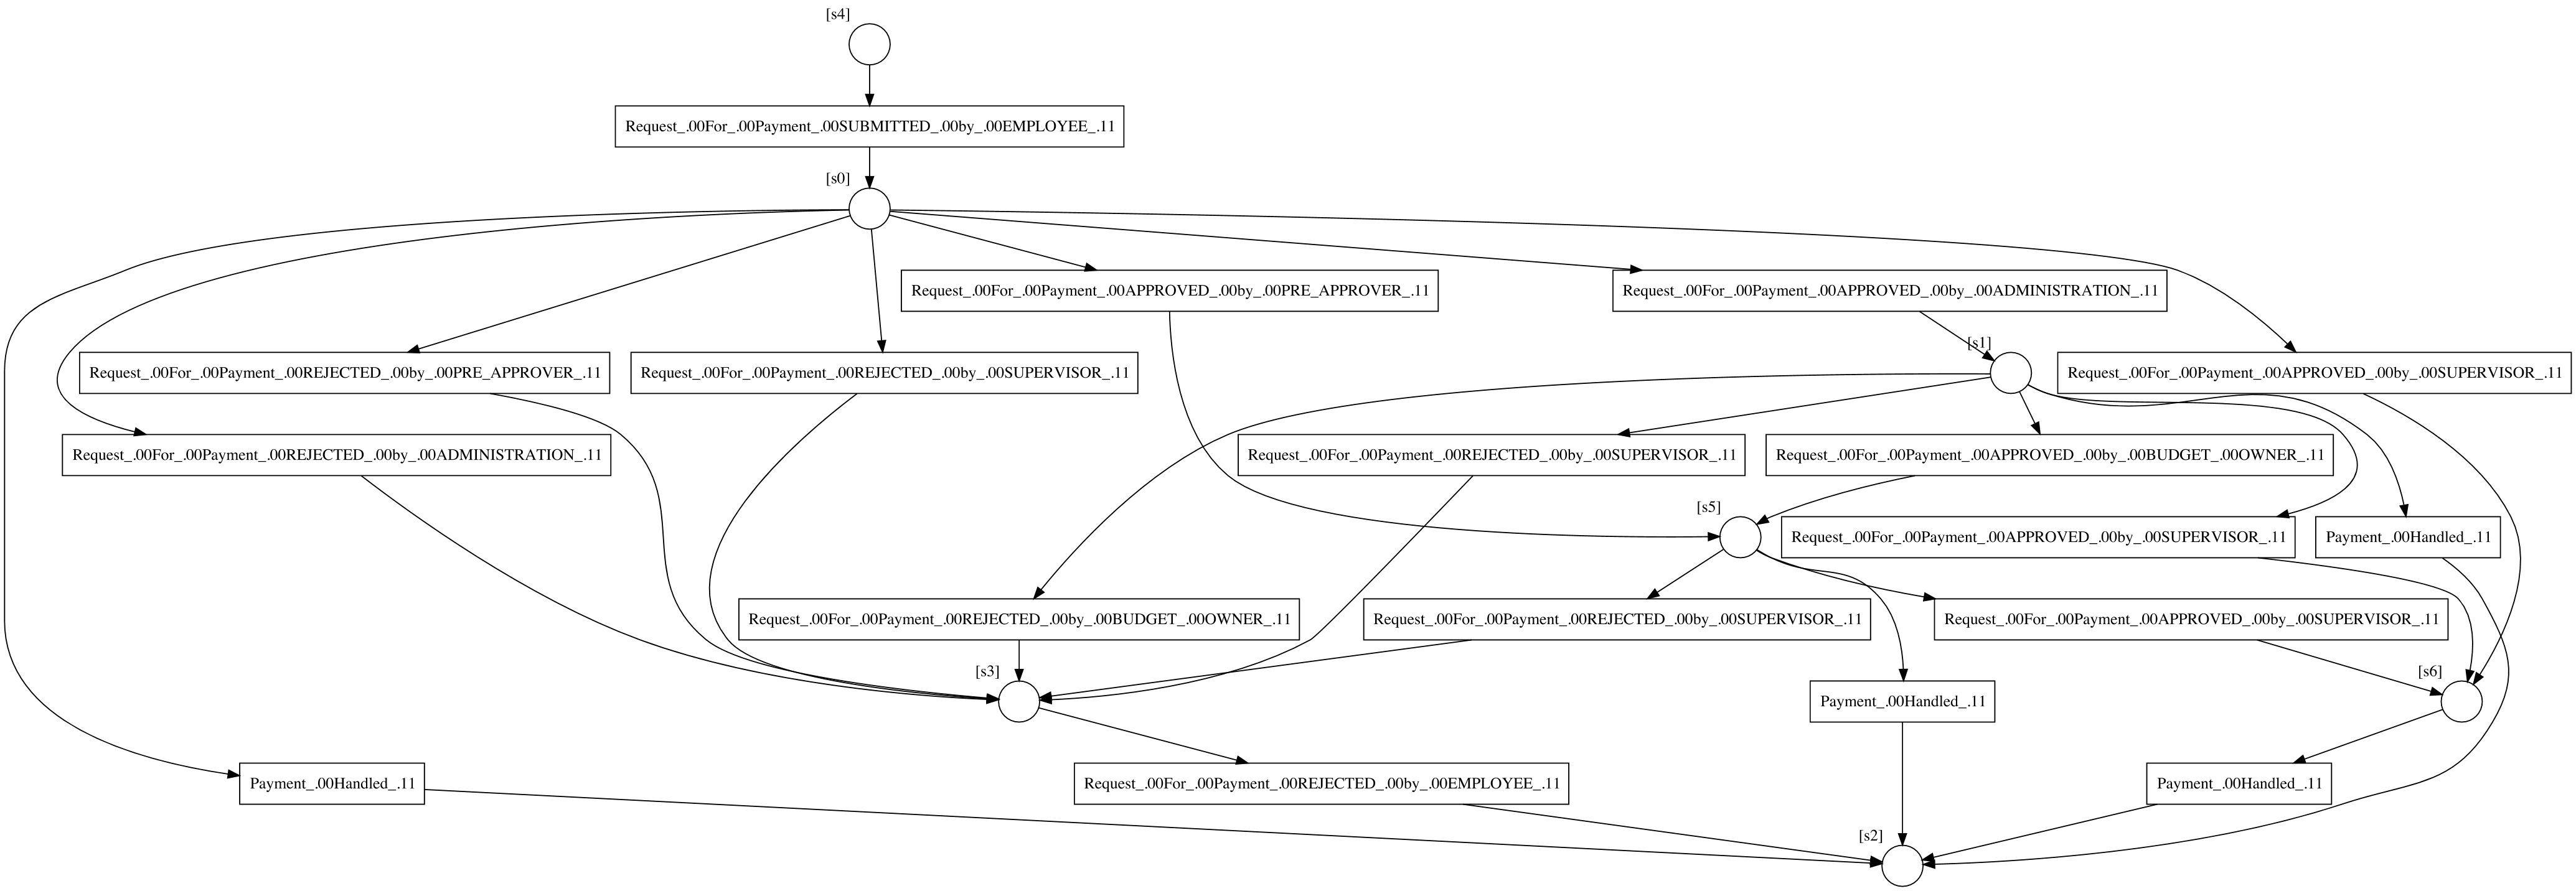 [s4]
Request_.00For_.00Payment_.00SUBMITTED_.00by_.00EMPLOYEE_.11
[s0]
Request_.00For_.00Payment_.00APPROVED_.00by_.00PRE_APPROVER_.11
Request_.00For_.00Payment_.00APPROVED_.00by_.00ADMINISTRATION_.11
[s1]
Request_.00For_.00Payment_.00REJECTED_.00by_.00PRE_APPROVER_.11
Request_.00For_.00Payment_.00REJECTED_.00by_.00SUPERVISOR_.11
Request_.00For_.00Payment_.00APPROVED_.00by_.00SUPERVISOR_.11
Request_.00For_.00Payment_.00REJECTED_.00by_.00ADMINISTRATION_.11
Request_.00For_.00Payment_.00REJECTED_.00by_.00SUPERVISOR_.11
Request_.00For_.00Payment_.00APPROVED_.00by_.00BUDGET_.00OWNER_.11
[s5]
Request_.00For_.00Payment_.00APPROVED_.00by_.00SUPERVISOR_.11
Payment_.00Handled_.11
Request_.00For_.00Payment_.00REJECTED_.00by_.00BUDGET_.00OWNER_.11
Request_.00For_.00Payment_.00REJECTED_.00by_.00SUPERVISOR_.11
Request_.00For_.00Payment_.00APPROVED_.00by_.00SUPERVISOR_.11
[s3]
[s6]
Payment_.00Handled_.11
Payment_.00Handled_.11
Request_.00For_.00Payment_.00REJECTED_.00by_.00EMPLOYEE_.11
Payment_.00Handled_.11
[s2]